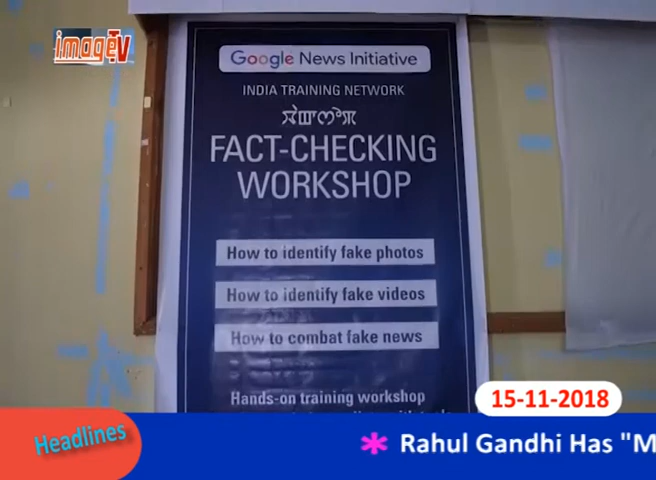 imageTV
Google News Initiative
INDIA TRAINING NETWORK
FACT-CHECKING
WORKSHOP
How to identify fake photos
How to identify fake videos
How to combat fake news
Hands-on training workshop
15-11-2018
Headlines
Rahul Gandhi Has "M